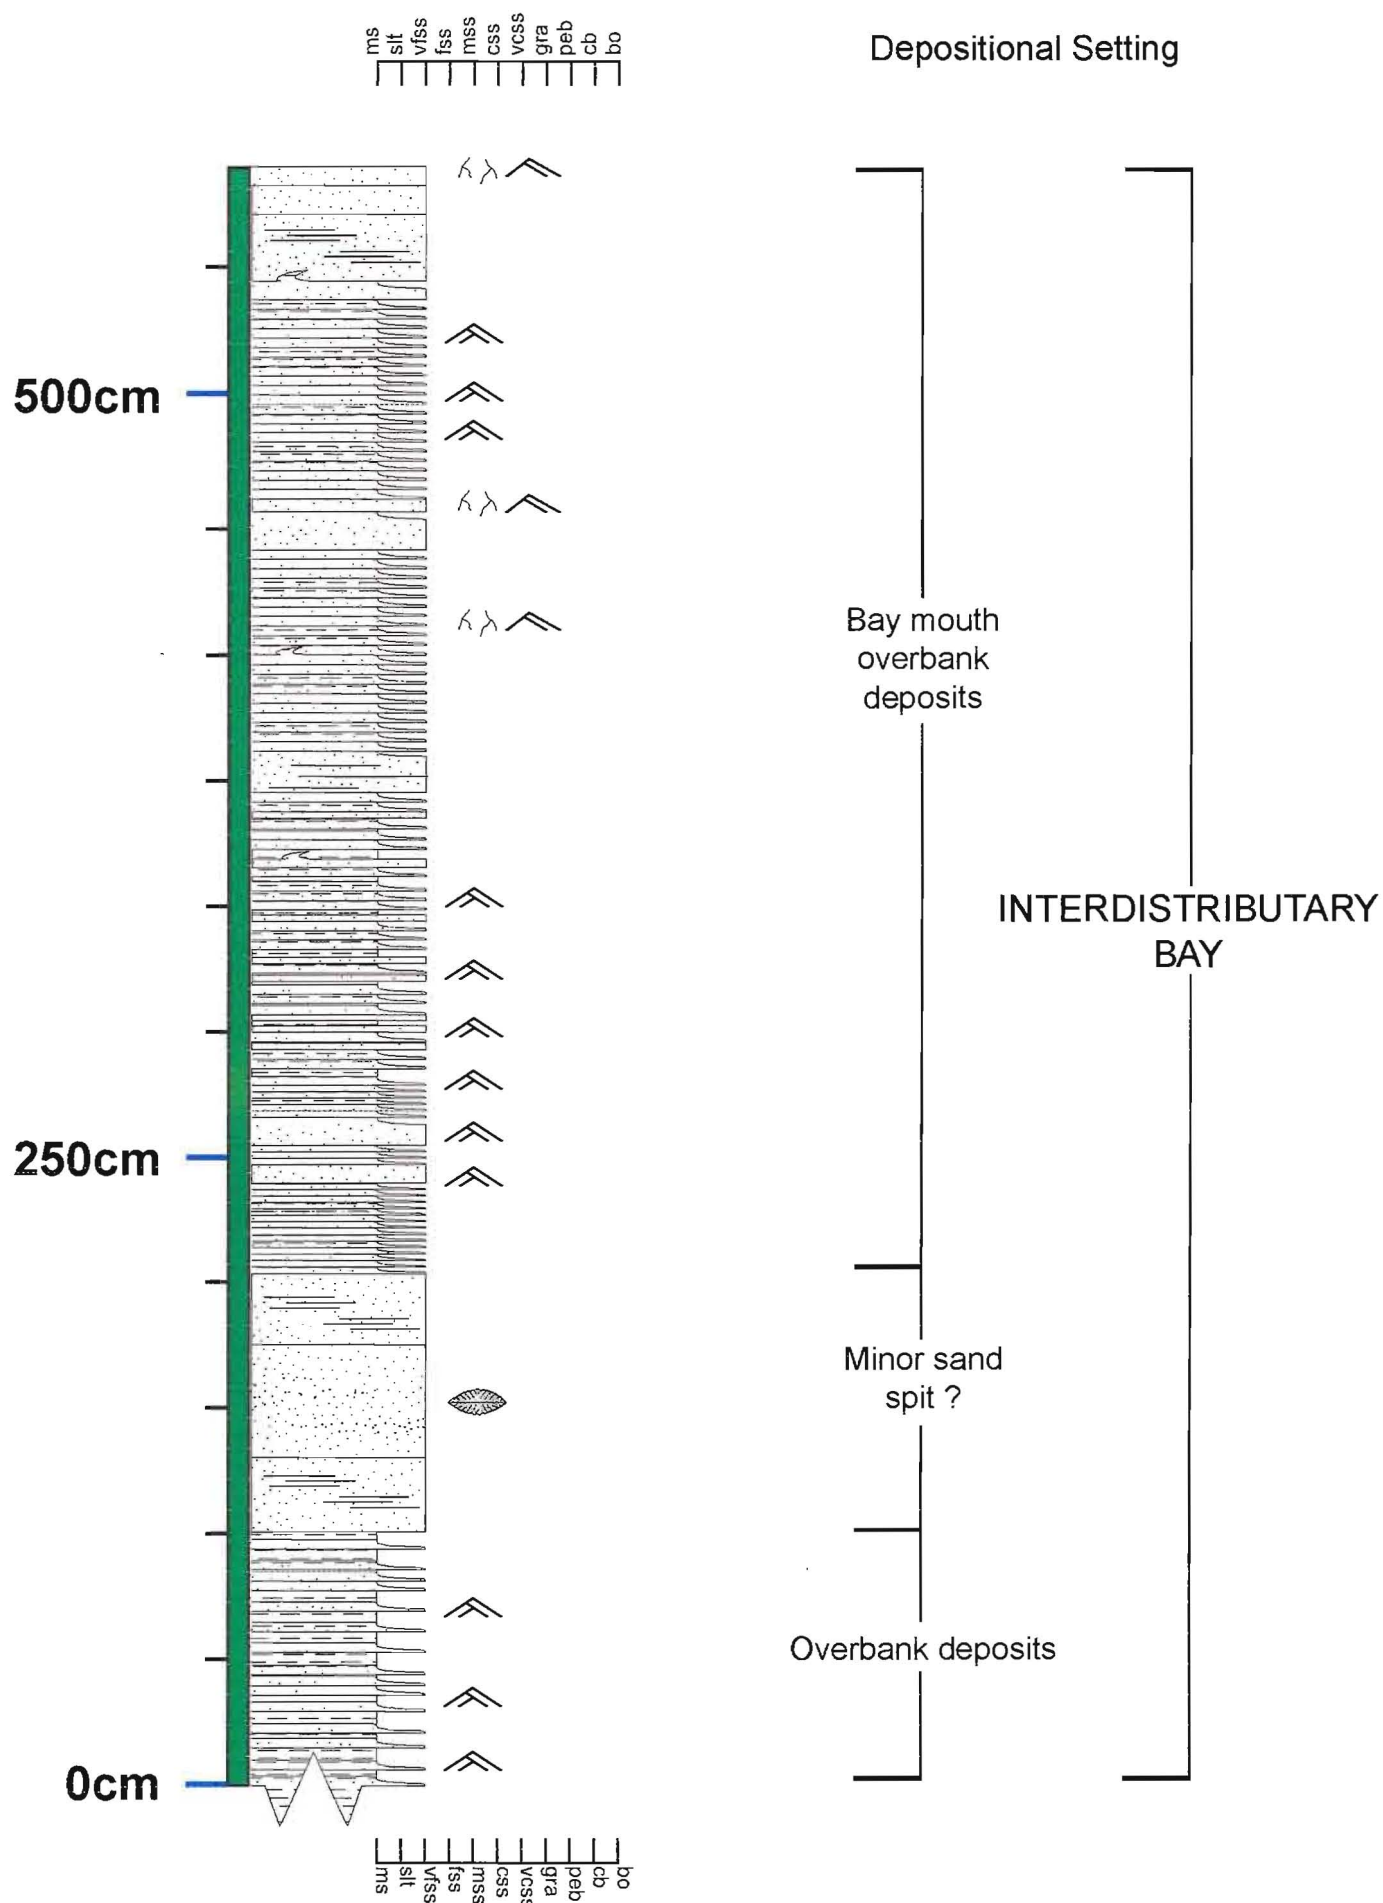 ms
slt
vfss
fss
mss
css
vcss
gra
peb
cb
bo
Depositional Setting
500cm
Bay mouth
overbank
deposits
INTERDISTRIBUTARY
BAY
250cm
Minor sand
spit ?
Overbank deposits
0cm
ms
slt
vfss
fss
mss
css
vcss
gra
peb
cb
bo